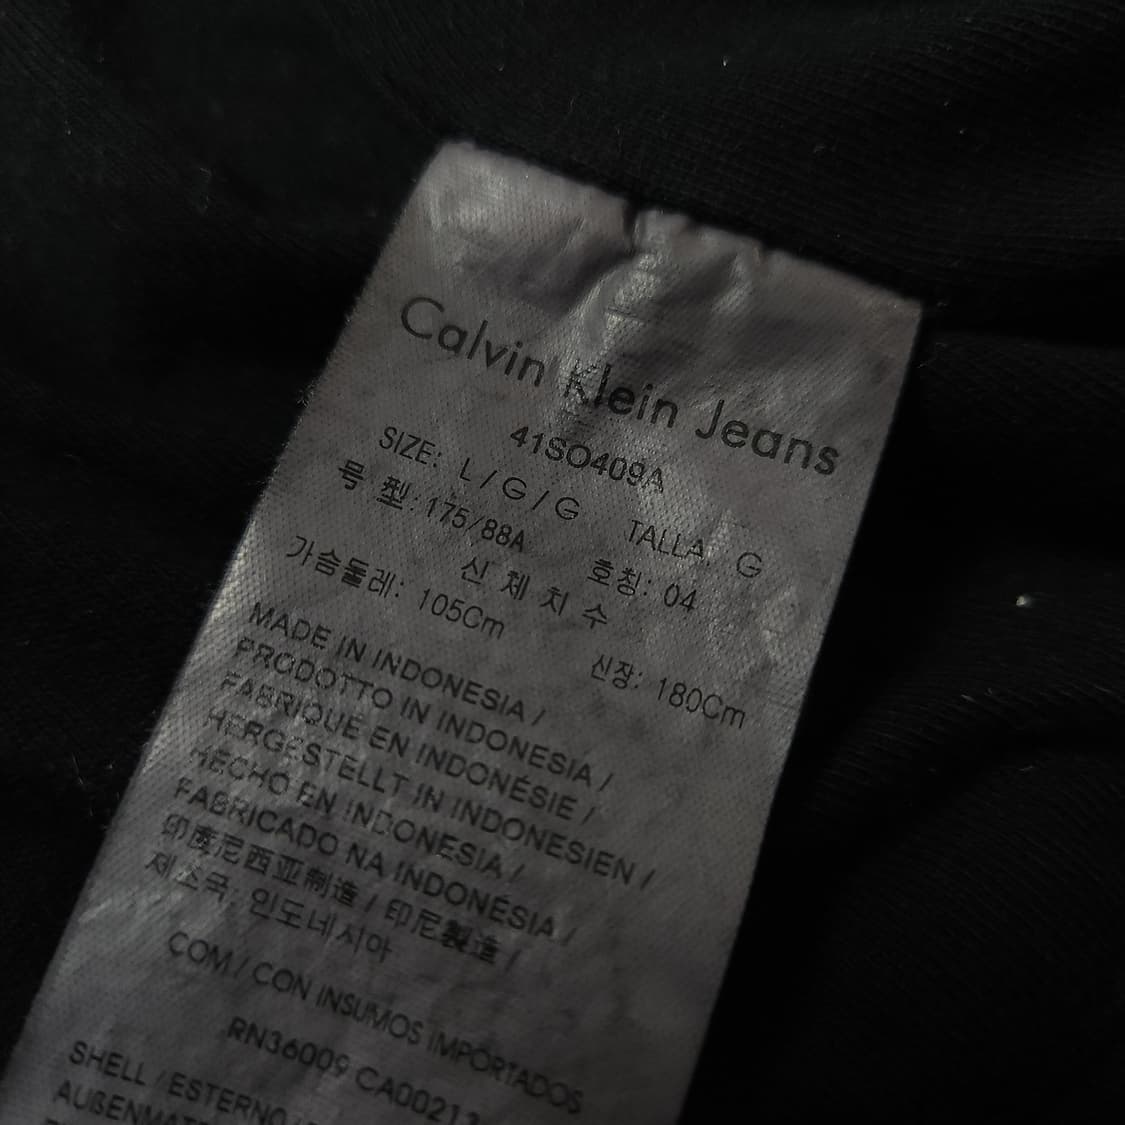 Calvin Klein Jeans
41SO409A
SIZE: L / G / G TALLA: G
号 型: 175/88A 호칭: 04
신 체 치 수
가슴둘레: 105Cm 신장: 180Cm
MADE IN INDONESIA /
PRODOTTO IN INDONESIA /
FABRIQUÉ EN INDONÉSIE /
HERGESTELLT IN INDONESIEN /
HECHO EN INDONESIA /
FABRICADO NA INDONÉSIA /
印度尼西亚制造 / 印尼製造 /
제조국: 인도네시아
COM / CON INSUMOS IMPORTADOS
RN36009 CA00213
SHELL / ESTERNO /